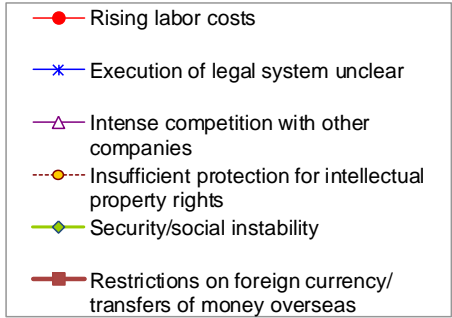 Rising labor costs
Execution of legal system unclear
Intense competition with other
companies
Insufficient protection for intellectual
property rights
Security/social instability
Restrictions on foreign currency/
transfers of money overseas